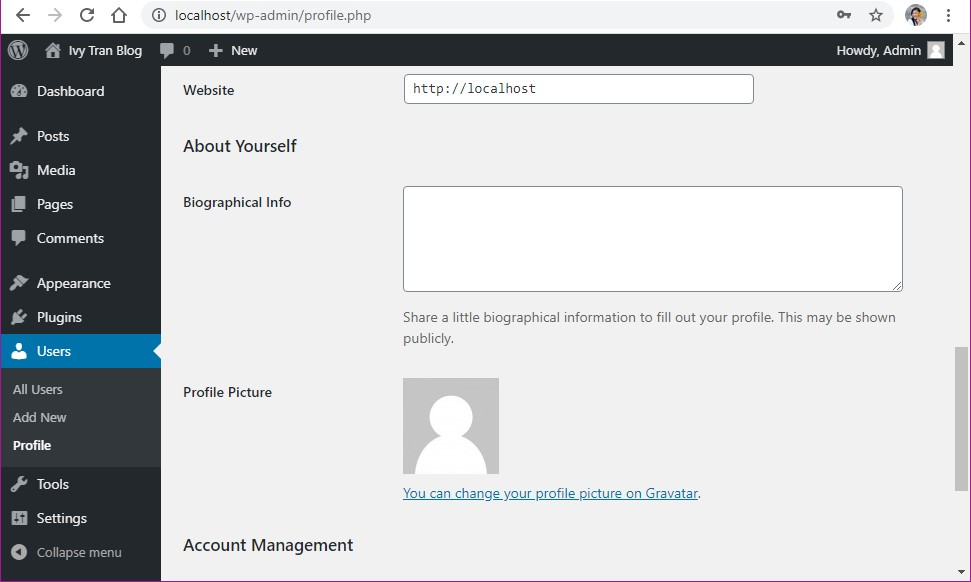 localhost/wp-admin/profile.php
Ivy Tran Blog 0 New Howdy, Admin
Dashboard
Posts
Media
Pages
Comments
Appearance
Plugins
Users
All Users
Add New
Profile
Tools
Settings
Collapse menu
Website http://localhost
About Yourself
Biographical Info
Share a little biographical information to fill out your profile. This may be shown
publicly.
Profile Picture
You can change your profile picture on Gravatar.
Account Management